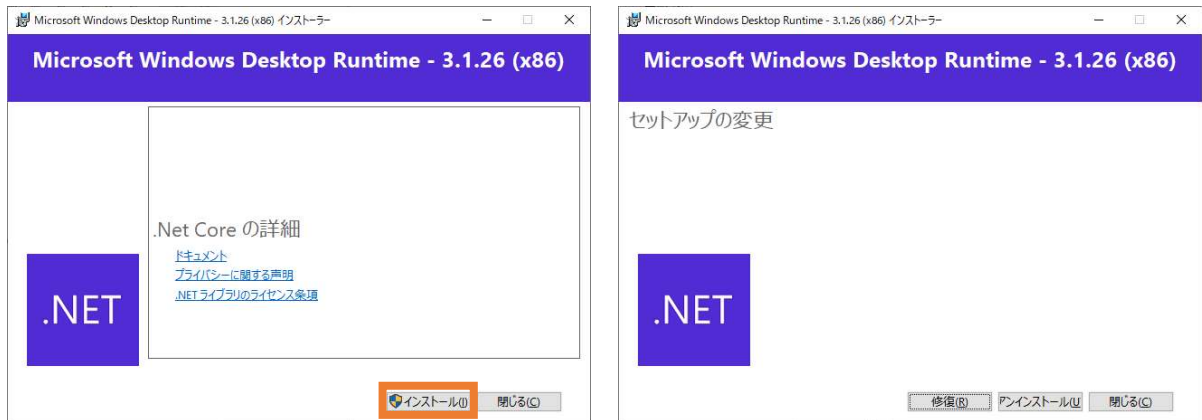 Microsoft Windows Desktop Runtime - 3.1.26 (x86) インストーラー
Microsoft Windows Desktop Runtime - 3.1.26 (x86)
.Net Core の詳細
ドキュメント
プライバシーに関する声明
.NET ライブラリのライセンス条項
.NET
インストール(I)
閉じる(C)
Microsoft Windows Desktop Runtime - 3.1.26 (x86) インストーラー
Microsoft Windows Desktop Runtime - 3.1.26 (x86)
セットアップの変更
.NET
修復(R)
アンインストール(U
閉じる(C)